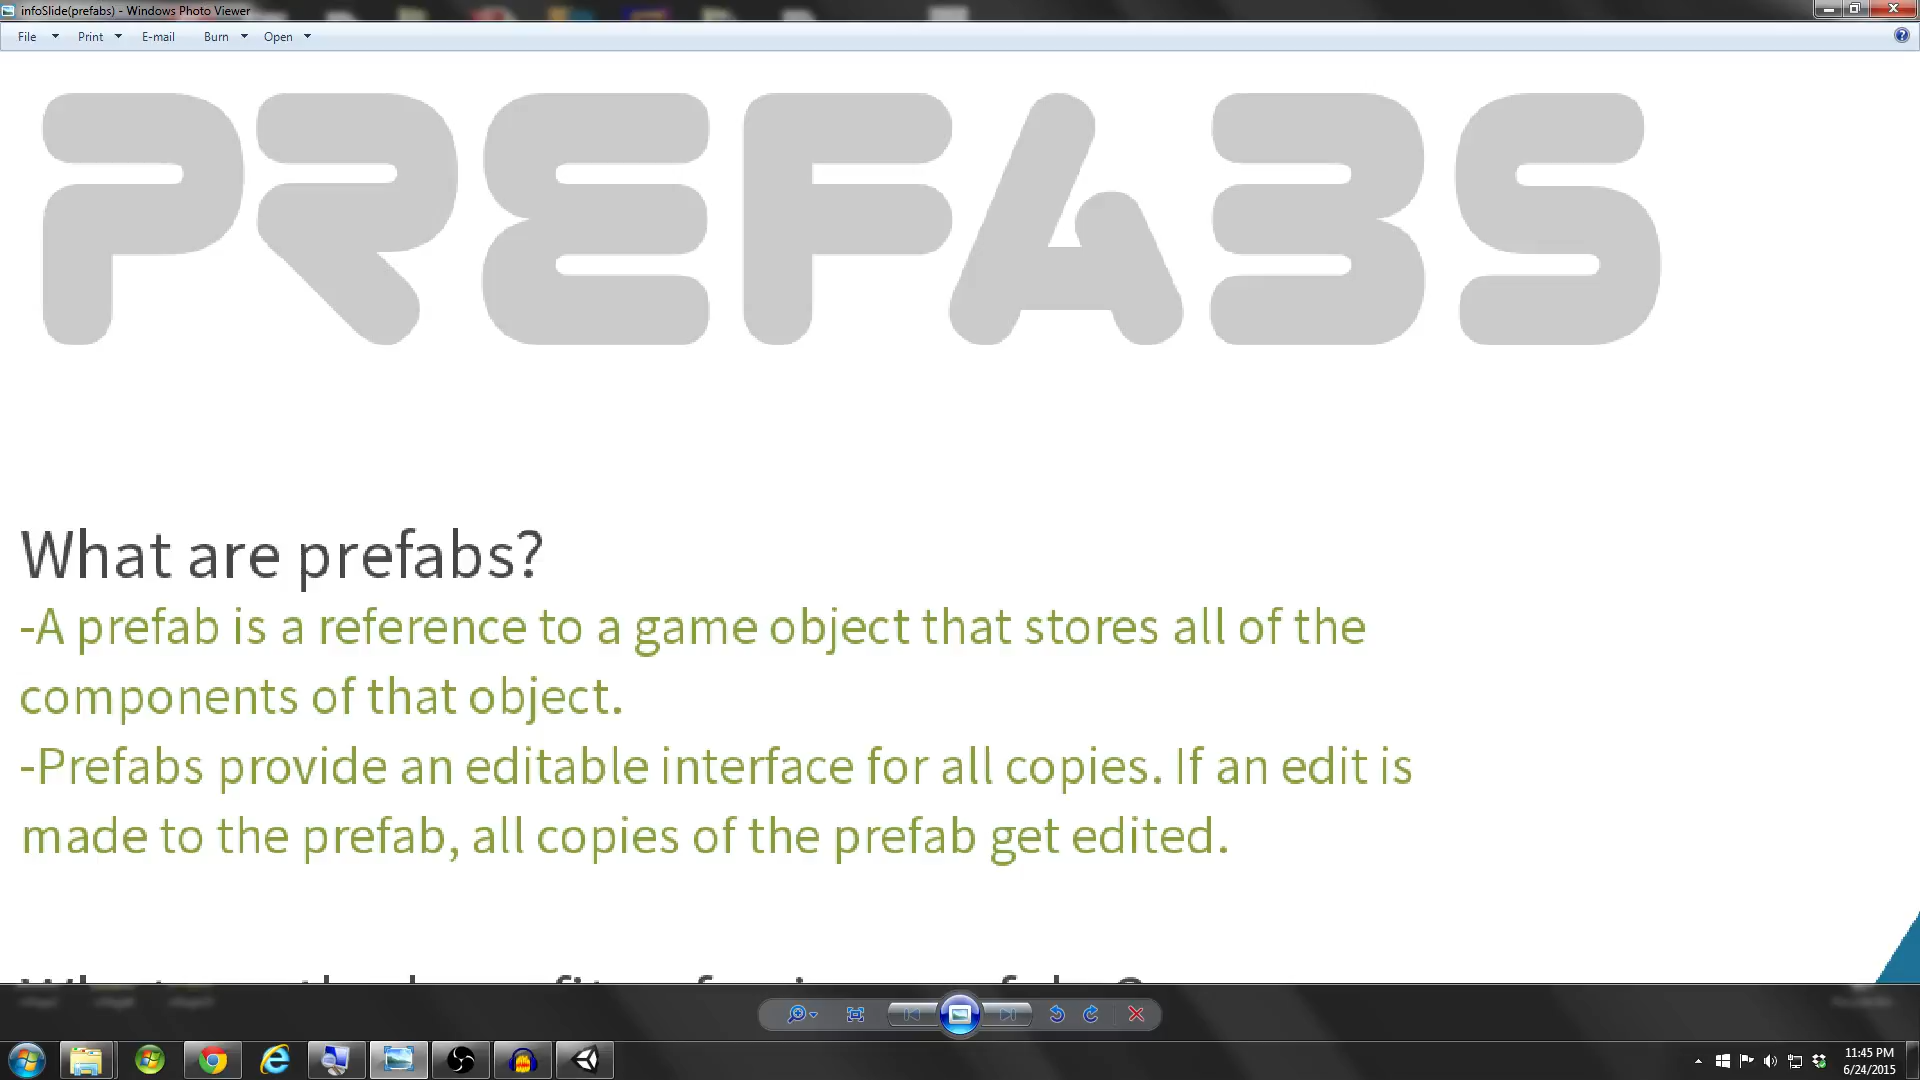 infoSlide(prefabs) - Windows Photo Viewer
File Print E-mail Burn Open
PREFABS
What are prefabs?
-A prefab is a reference to a game object that stores all of the
components of that object.
-Prefabs provide an editable interface for all copies. If an edit is
made to the prefab, all copies of the prefab get edited.
11:45 PM
6/24/2015